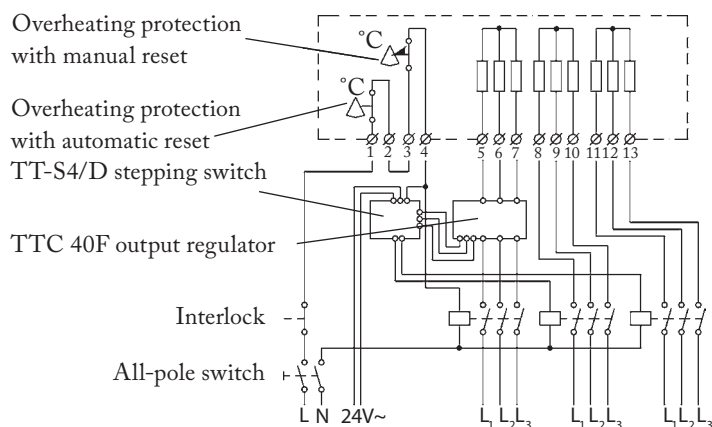 Overheating protection
with manual reset
°C
°C
Overheating protection
with automatic reset
1 2 3 4 5 6 7 8 9 10 11 12 13
TT-S4/D stepping switch
TTC 40F output regulator
Interlock
All-pole switch
L N 24V~ L1 L2 L3 L1 L2 L3 L1 L2 L3